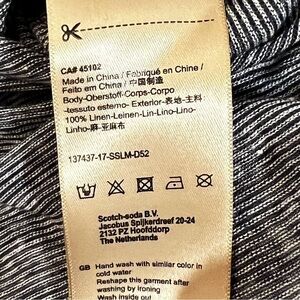 CA# 45102
Made in China / Fabriqué en Chine /
Feito em China / 中国制造
Body-Oberstoff-Corps-Corpo
-tessuto esterno- Exterior-表地-主料
100% Linen-Leinen-Lin-Lino-Lino-
Linho-麻-亚麻布
137437-17-SSLM-D52
Scotch-soda B.V.
Jacobus Spijkerdreef 20-24
2132 PZ Hoofddorp
The Netherlands
GB Hand wash with similar color in
cold water
Reshape this garment after
washing by Ironing
Wash inside out